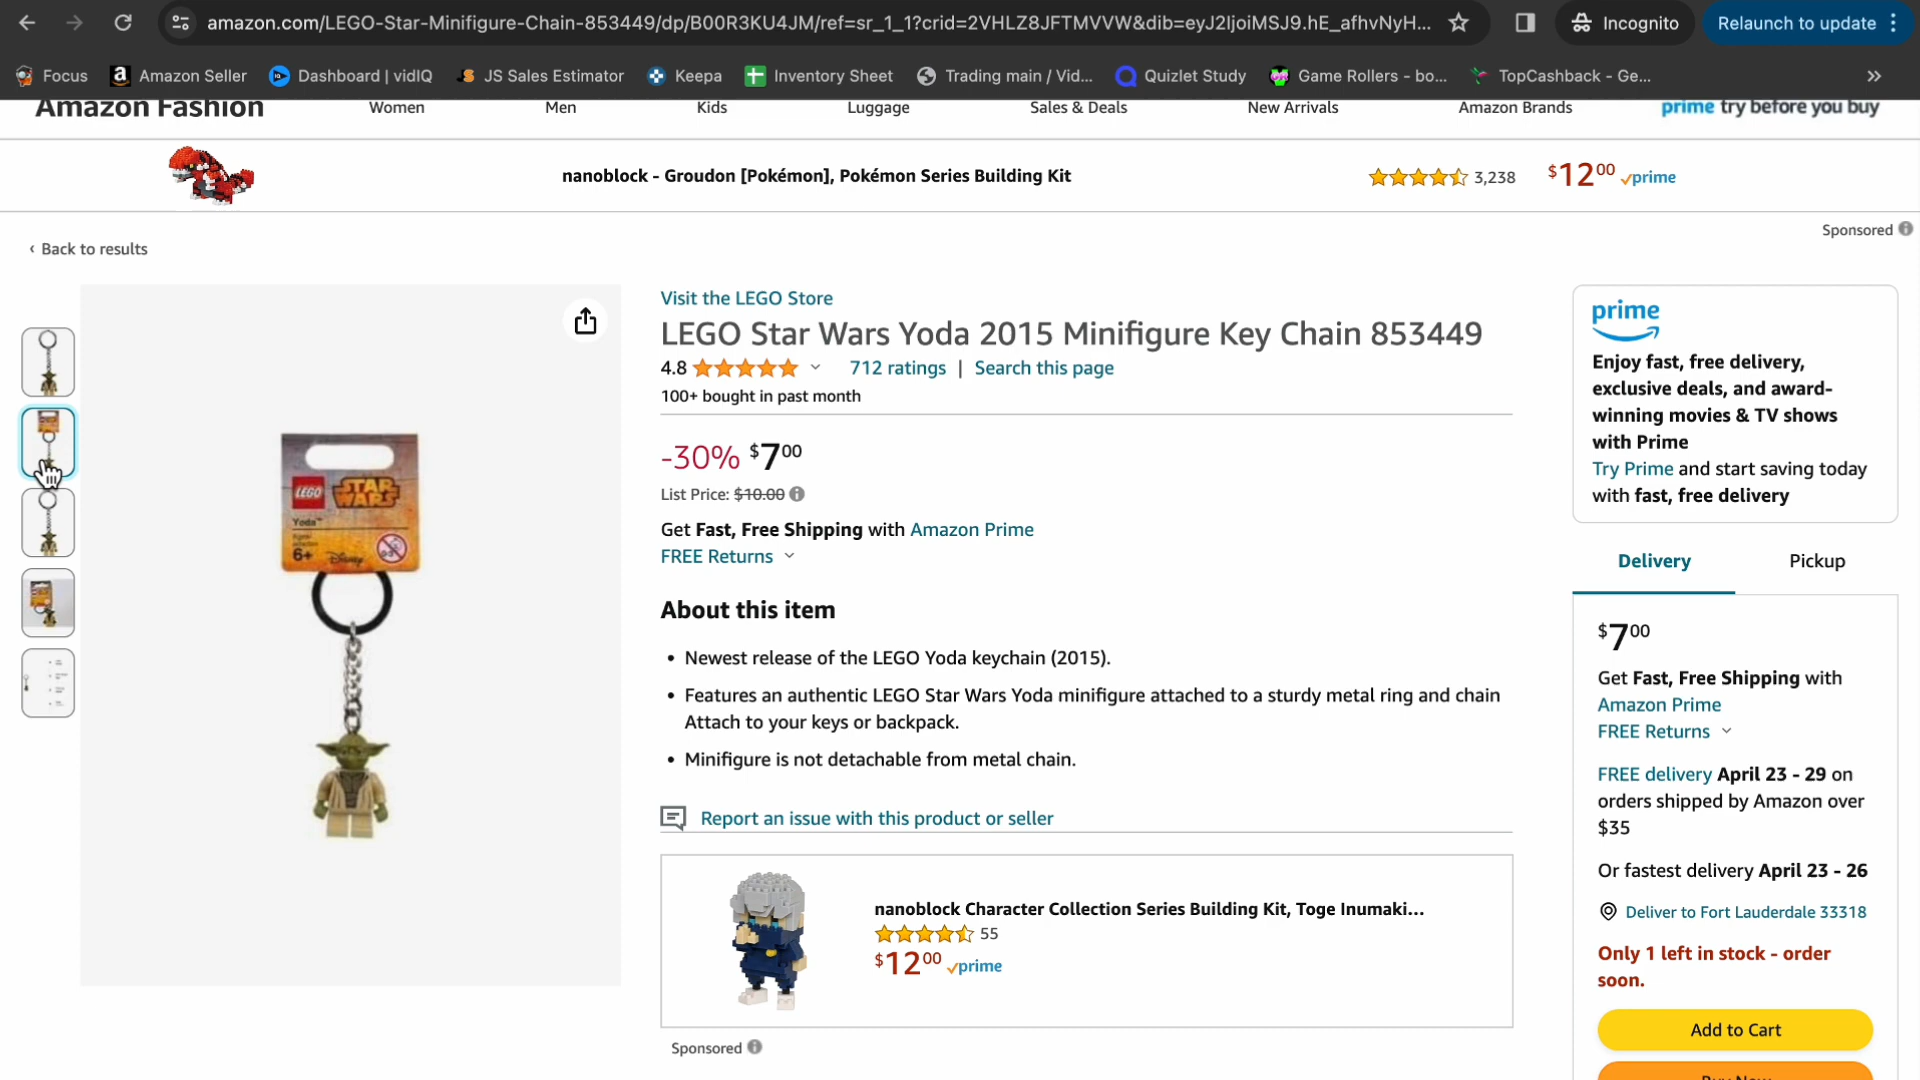 amazon.com/LEGO-Star-Minifigure-Chain-853449/dp/B00R3KU4JM/ref=sr_1_1?crid=2VHLZ8JFTMVVW&dib=eyJ2IjoiMSJ9.hE_afhvNyH...
Incognito
Relaunch to update
Focus
Amazon Seller
Dashboard | vidIQ
JS Sales Estimator
Keepa
Inventory Sheet
Trading main / Vid...
Quizlet Study
Game Rollers - bo...
TopCashback - Ge...
Amazon Fashion
Women
Men
Kids
Luggage
Sales & Deals
New Arrivals
Amazon Brands
prime try before you buy
nanoblock - Groudon [Pokémon], Pokémon Series Building Kit
3,238
$12.00 prime
Sponsored
‹ Back to results
LEGO STAR WARS
Yoda™
6+
Disney
Visit the LEGO Store
LEGO Star Wars Yoda 2015 Minifigure Key Chain 853449
4.8
712 ratings | Search this page
100+ bought in past month
-30% $7.00
List Price: $10.00
Get Fast, Free Shipping with Amazon Prime
FREE Returns
About this item
• Newest release of the LEGO Yoda keychain (2015).
• Features an authentic LEGO Star Wars Yoda minifigure attached to a sturdy metal ring and chain
Attach to your keys or backpack.
• Minifigure is not detachable from metal chain.
Report an issue with this product or seller
nanoblock Character Collection Series Building Kit, Toge Inumaki...
55
$12.00 prime
Sponsored
prime
Enjoy fast, free delivery,
exclusive deals, and award-
winning movies & TV shows
with Prime
Try Prime and start saving today
with fast, free delivery
Delivery
Pickup
$7.00
Get Fast, Free Shipping with
Amazon Prime
FREE Returns
FREE delivery April 23 - 29 on
orders shipped by Amazon over
$35
Or fastest delivery April 23 - 26
Deliver to Fort Lauderdale 33318
Only 1 left in stock - order
soon.
Add to Cart
Buy Now